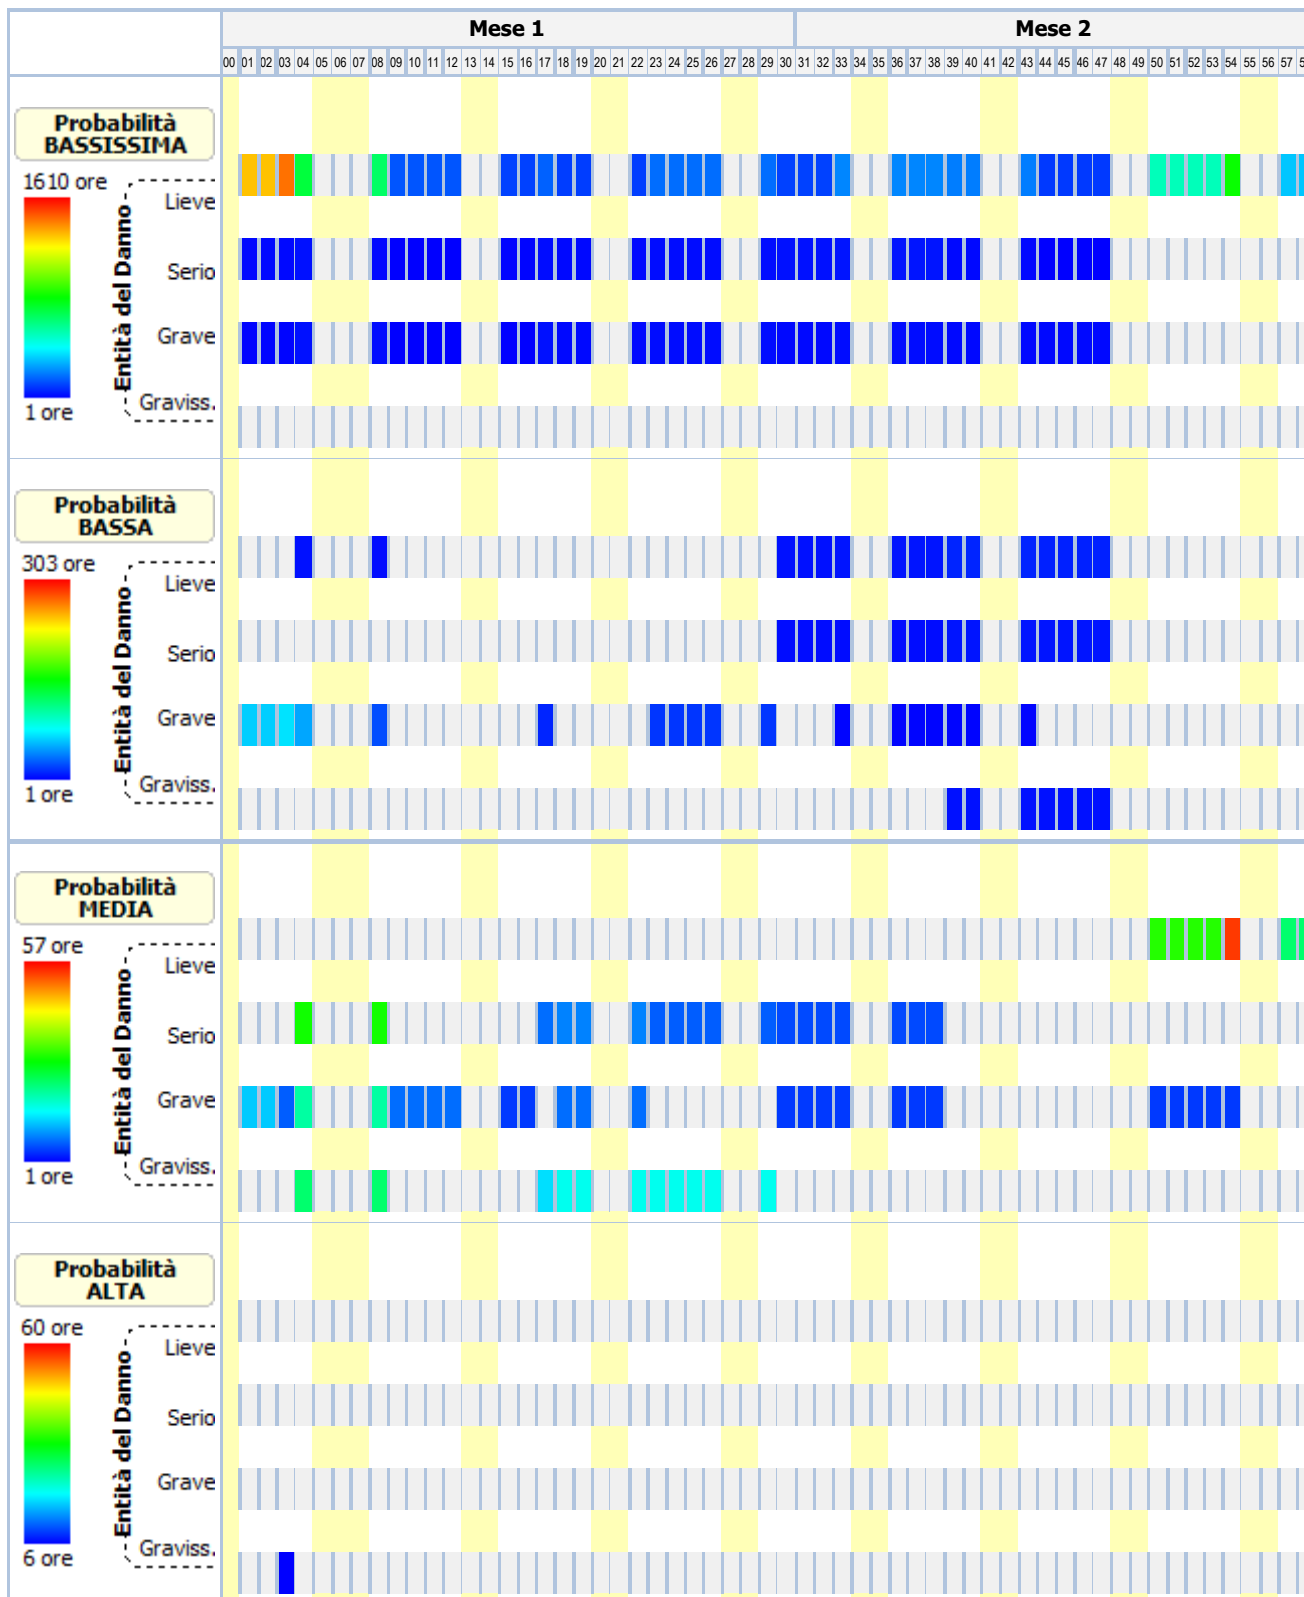 Mese 1 Mese 2
00 01 02 03 04 05 06 07 08 09 10 11 12 13 14 15 16 17 18 19 20 21 22 23 24 25 26 27 28 29 30 31 32 33 34 35 36 37 38 39 40 41 42 43 44 45 46 47 48 49 50 51 52 53 54 55 56 57 5
Probabilità
BASSISSIMA
1610 ore
Entità del Danno
Lieve
Serio
Grave
Graviss.
1 ore
Probabilità
BASSA
303 ore
Entità del Danno
Lieve
Serio
Grave
Graviss.
1 ore
Probabilità
MEDIA
57 ore
Entità del Danno
Lieve
Serio
Grave
Graviss.
1 ore
Probabilità
ALTA
60 ore
Entità del Danno
Lieve
Serio
Grave
Graviss.
6 ore